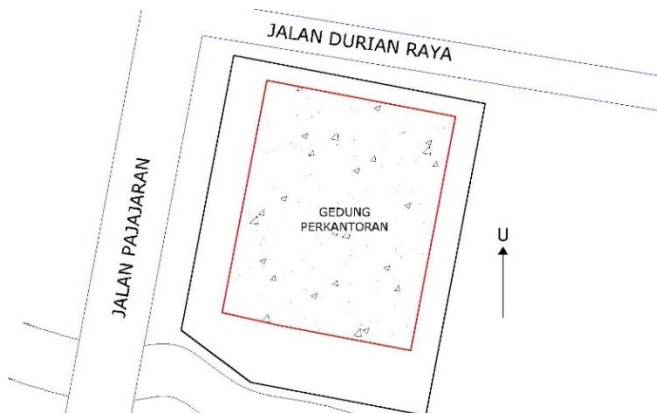 JALAN DURIAN RAYA
JALAN PAJAJARAN
GEDUNG
PERKANTORAN
U